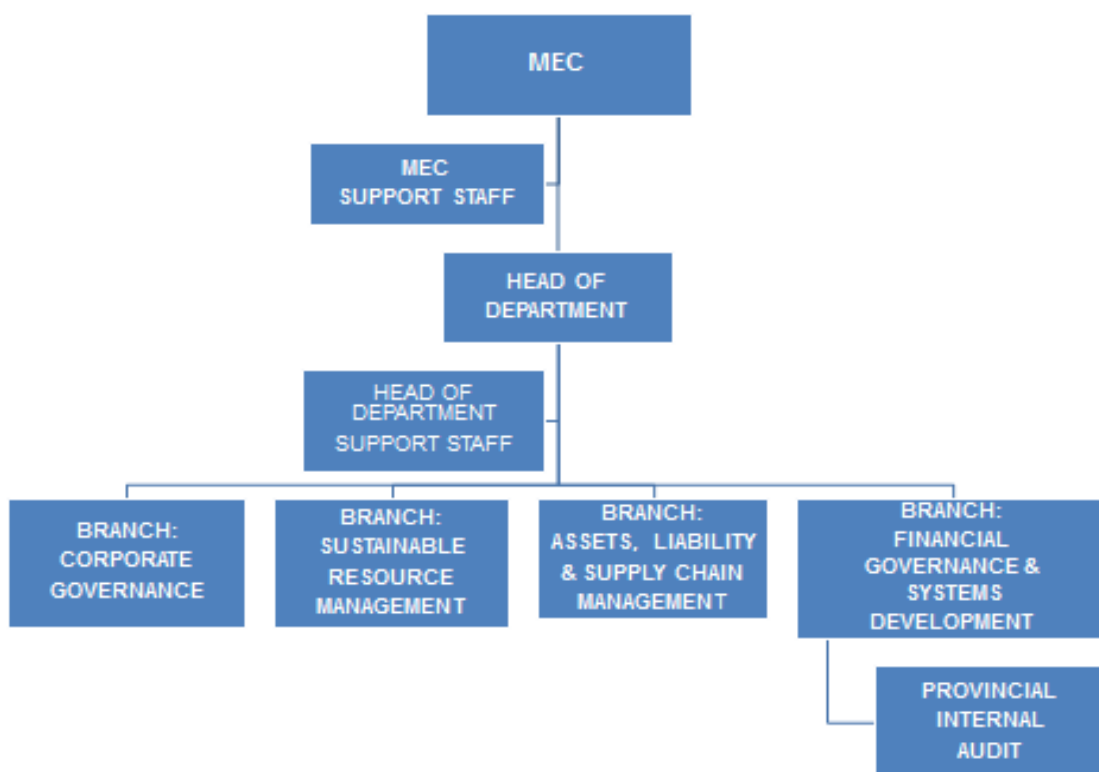 MEC
MEC
SUPPORT STAFF
HEAD OF
DEPARTMENT
HEAD OF
DEPARTMENT
SUPPORT STAFF
BRANCH:
CORPORATE
GOVERNANCE
BRANCH:
SUSTAINABLE
RESOURCE
MANAGEMENT
BRANCH:
ASSETS, LIABILITY
& SUPPLY CHAIN
MANAGEMENT
BRANCH:
FINANCIAL
GOVERNANCE &
SYSTEMS
DEVELOPMENT
PROVINCIAL
INTERNAL
AUDIT